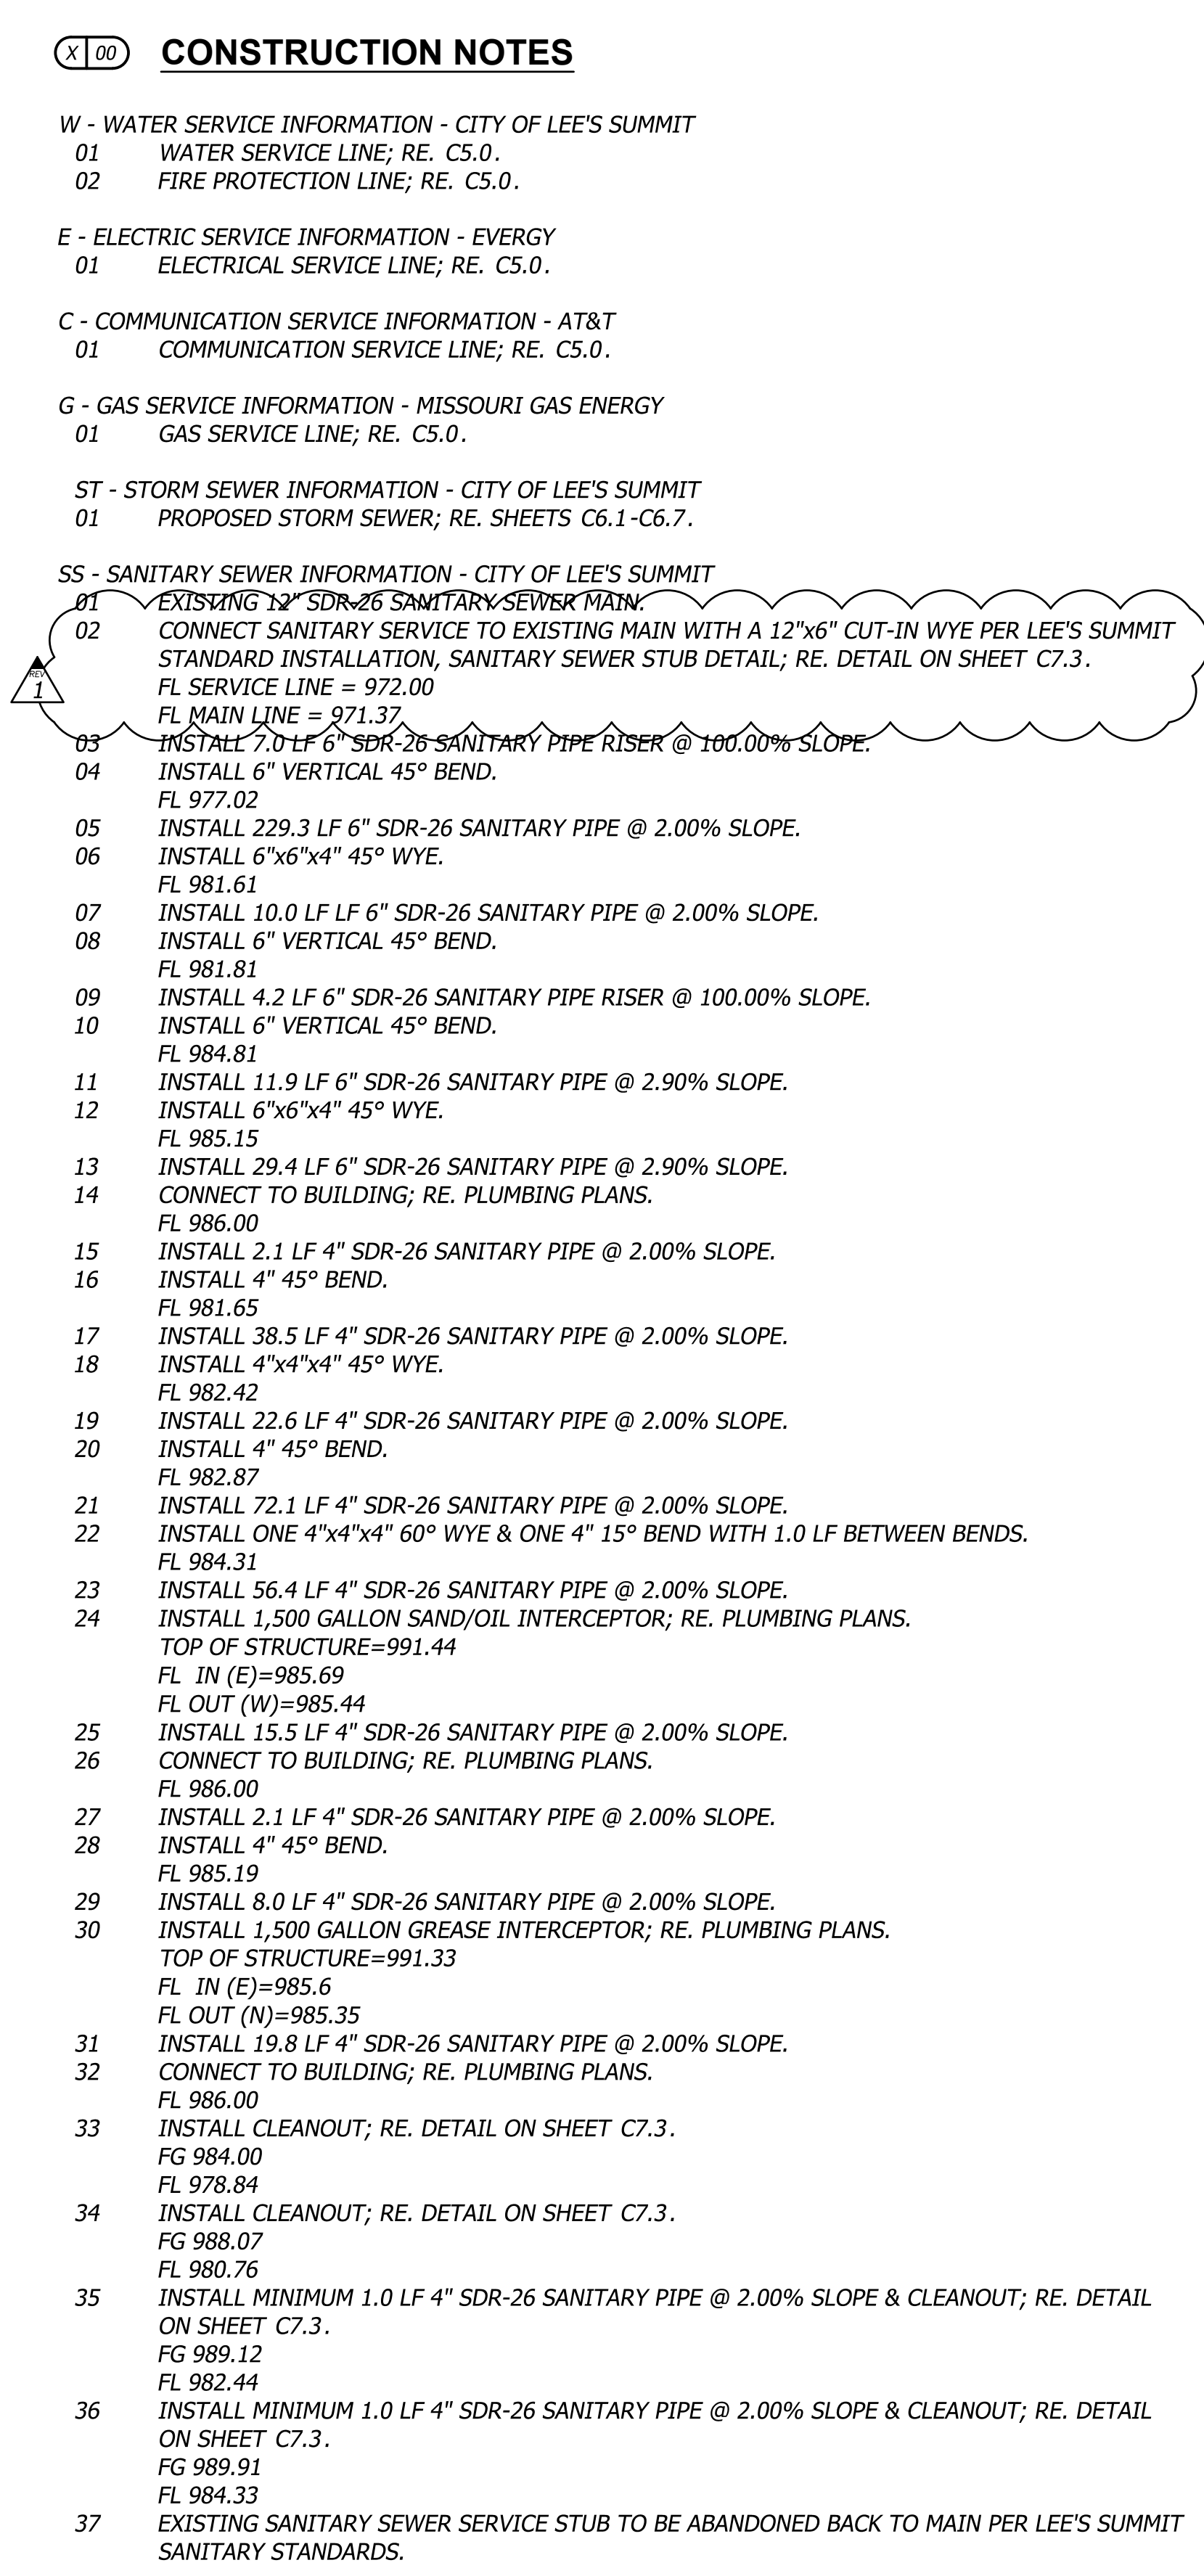 X 00 CONSTRUCTION NOTES
W - WATER SERVICE INFORMATION - CITY OF LEE'S SUMMIT
01 WATER SERVICE LINE; RE. C5.0.
02 FIRE PROTECTION LINE; RE. C5.0.
E - ELECTRIC SERVICE INFORMATION - EVERGY
01 ELECTRICAL SERVICE LINE; RE. C5.0.
C - COMMUNICATION SERVICE INFORMATION - AT&T
01 COMMUNICATION SERVICE LINE; RE. C5.0.
G - GAS SERVICE INFORMATION - MISSOURI GAS ENERGY
01 GAS SERVICE LINE; RE. C5.0.
ST - STORM SEWER INFORMATION - CITY OF LEE'S SUMMIT
01 PROPOSED STORM SEWER; RE. SHEETS C6.1-C6.7.
SS - SANITARY SEWER INFORMATION - CITY OF LEE'S SUMMIT
01 EXISTING 12" SDR-26 SANITARY SEWER MAIN.
02 CONNECT SANITARY SERVICE TO EXISTING MAIN WITH A 12"x6" CUT-IN WYE PER LEE'S SUMMIT
STANDARD INSTALLATION, SANITARY SEWER STUB DETAIL; RE. DETAIL ON SHEET C7.3.
REV
1
FL SERVICE LINE = 972.00
FL MAIN LINE = 971.37
03 INSTALL 7.0 LF 6" SDR-26 SANITARY PIPE RISER @ 100.00% SLOPE.
04 INSTALL 6" VERTICAL 45° BEND.
FL 977.02
05 INSTALL 229.3 LF 6" SDR-26 SANITARY PIPE @ 2.00% SLOPE.
06 INSTALL 6"x6"x4" 45° WYE.
FL 981.61
07 INSTALL 10.0 LF LF 6" SDR-26 SANITARY PIPE @ 2.00% SLOPE.
08 INSTALL 6" VERTICAL 45° BEND.
FL 981.81
09 INSTALL 4.2 LF 6" SDR-26 SANITARY PIPE RISER @ 100.00% SLOPE.
10 INSTALL 6" VERTICAL 45° BEND.
FL 984.81
11 INSTALL 11.9 LF 6" SDR-26 SANITARY PIPE @ 2.90% SLOPE.
12 INSTALL 6"x6"x4" 45° WYE.
FL 985.15
13 INSTALL 29.4 LF 6" SDR-26 SANITARY PIPE @ 2.90% SLOPE.
14 CONNECT TO BUILDING; RE. PLUMBING PLANS.
FL 986.00
15 INSTALL 2.1 LF 4" SDR-26 SANITARY PIPE @ 2.00% SLOPE.
16 INSTALL 4" 45° BEND.
FL 981.65
17 INSTALL 38.5 LF 4" SDR-26 SANITARY PIPE @ 2.00% SLOPE.
18 INSTALL 4"x4"x4" 45° WYE.
FL 982.42
19 INSTALL 22.6 LF 4" SDR-26 SANITARY PIPE @ 2.00% SLOPE.
20 INSTALL 4" 45° BEND.
FL 982.87
21 INSTALL 72.1 LF 4" SDR-26 SANITARY PIPE @ 2.00% SLOPE.
22 INSTALL ONE 4"x4"x4" 60° WYE & ONE 4" 15° BEND WITH 1.0 LF BETWEEN BENDS.
FL 984.31
23 INSTALL 56.4 LF 4" SDR-26 SANITARY PIPE @ 2.00% SLOPE.
24 INSTALL 1,500 GALLON SAND/OIL INTERCEPTOR; RE. PLUMBING PLANS.
TOP OF STRUCTURE=991.44
FL IN (E)=985.69
FL OUT (W)=985.44
25 INSTALL 15.5 LF 4" SDR-26 SANITARY PIPE @ 2.00% SLOPE.
26 CONNECT TO BUILDING; RE. PLUMBING PLANS.
FL 986.00
27 INSTALL 2.1 LF 4" SDR-26 SANITARY PIPE @ 2.00% SLOPE.
28 INSTALL 4" 45° BEND.
FL 985.19
29 INSTALL 8.0 LF 4" SDR-26 SANITARY PIPE @ 2.00% SLOPE.
30 INSTALL 1,500 GALLON GREASE INTERCEPTOR; RE. PLUMBING PLANS.
TOP OF STRUCTURE=991.33
FL IN (E)=985.6
FL OUT (N)=985.35
31 INSTALL 19.8 LF 4" SDR-26 SANITARY PIPE @ 2.00% SLOPE.
32 CONNECT TO BUILDING; RE. PLUMBING PLANS.
FL 986.00
33 INSTALL CLEANOUT; RE. DETAIL ON SHEET C7.3.
FG 984.00
FL 978.84
34 INSTALL CLEANOUT; RE. DETAIL ON SHEET C7.3.
FG 988.07
FL 980.76
35 INSTALL MINIMUM 1.0 LF 4" SDR-26 SANITARY PIPE @ 2.00% SLOPE & CLEANOUT; RE. DETAIL
ON SHEET C7.3.
FG 989.12
FL 982.44
36 INSTALL MINIMUM 1.0 LF 4" SDR-26 SANITARY PIPE @ 2.00% SLOPE & CLEANOUT; RE. DETAIL
ON SHEET C7.3.
FG 989.91
FL 984.33
37 EXISTING SANITARY SEWER SERVICE STUB TO BE ABANDONED BACK TO MAIN PER LEE'S SUMMIT
SANITARY STANDARDS.